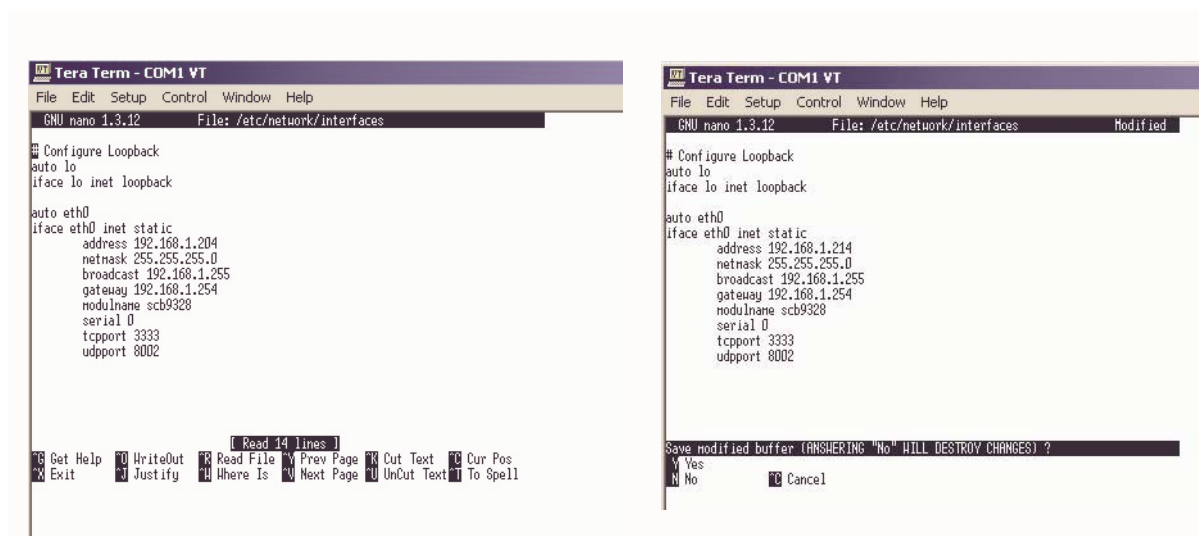 Tera Term - COM1 VT
File Edit Setup Control Window Help
GNU nano 1.3.12 File: /etc/network/interfaces
# Configure Loopback
auto lo
iface lo inet loopback
auto eth0
iface eth0 inet static
address 192.168.1.204
netmask 255.255.255.0
broadcast 192.168.1.255
gateway 192.168.1.254
modulname scb9328
serial 0
tcpport 3333
udpport 8002
[ Read 14 lines ]
^G Get Help ^O WriteOut ^R Read File ^Y Prev Page ^K Cut Text ^C Cur Pos
^X Exit ^J Justify ^W Where Is ^V Next Page ^U UnCut Text ^T To Spell
Tera Term - COM1 VT
File Edit Setup Control Window Help
GNU nano 1.3.12 File: /etc/network/interfaces Modified
# Configure Loopback
auto lo
iface lo inet loopback
auto eth0
iface eth0 inet static
address 192.168.1.214
netmask 255.255.255.0
broadcast 192.168.1.255
gateway 192.168.1.254
modulname scb9328
serial 0
tcpport 3333
udpport 8002
Save modified buffer (ANSWERING "No" WILL DESTROY CHANGES) ?
Y Yes
N No ^C Cancel